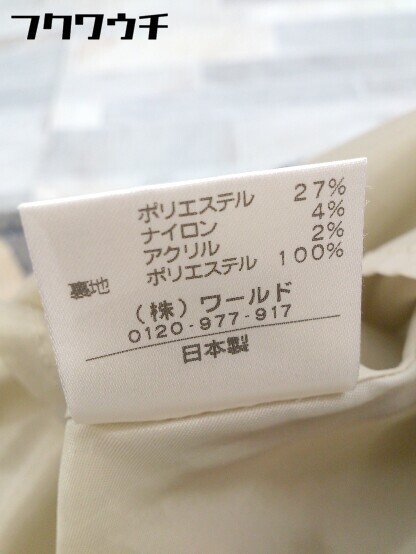 フクワウチ
ポリエステル 27%
ナイロン 4%
アクリル 2%
裏地 ポリエステル 100%
(株)ワールド
0120-977-917
日本製